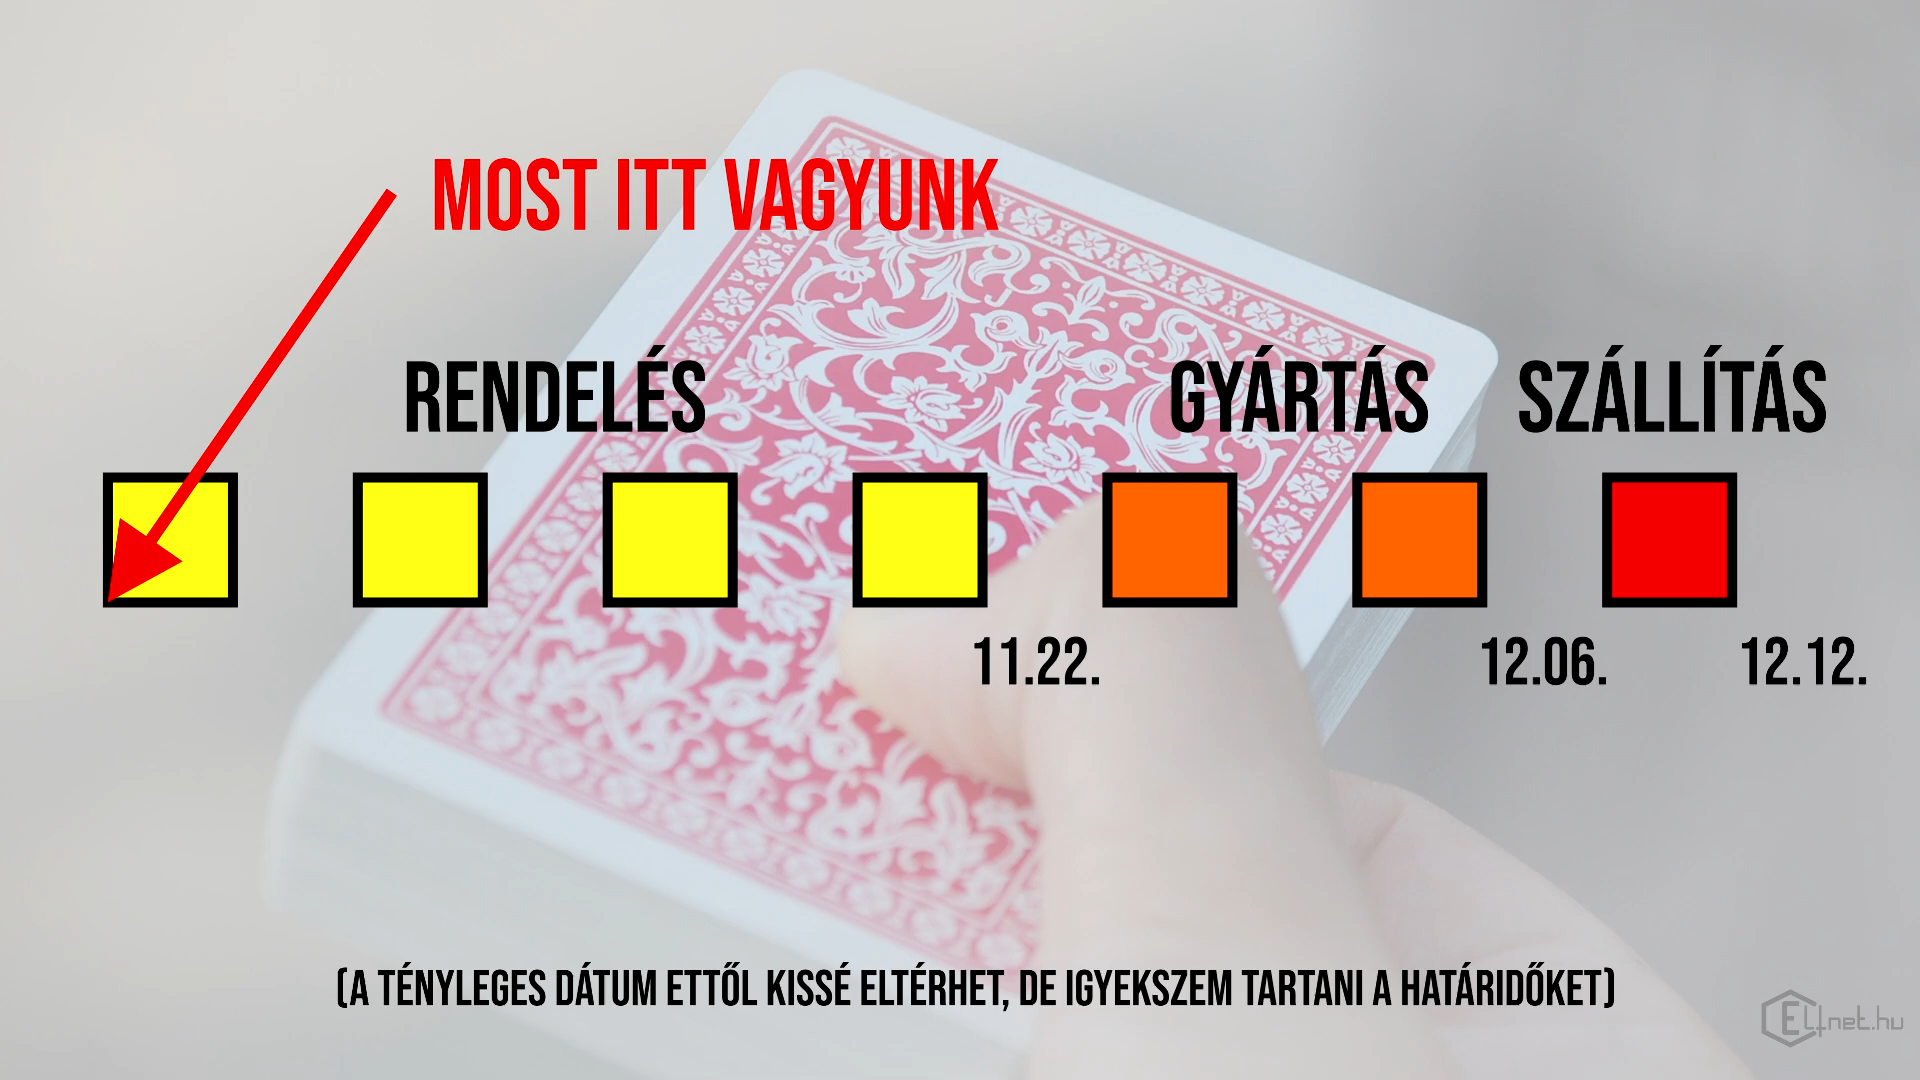 MOST ITT VAGYUNK
RENDELÉS
GYÁRTÁS
SZÁLLÍTÁS
11.22.
12.06.
12.12.
(A TÉNYLEGES DÁTUM ETTŐL KISSÉ ELTÉRHET, DE IGYEKSZEM TARTANI A HATÁRIDŐKET)
EL4net.hu